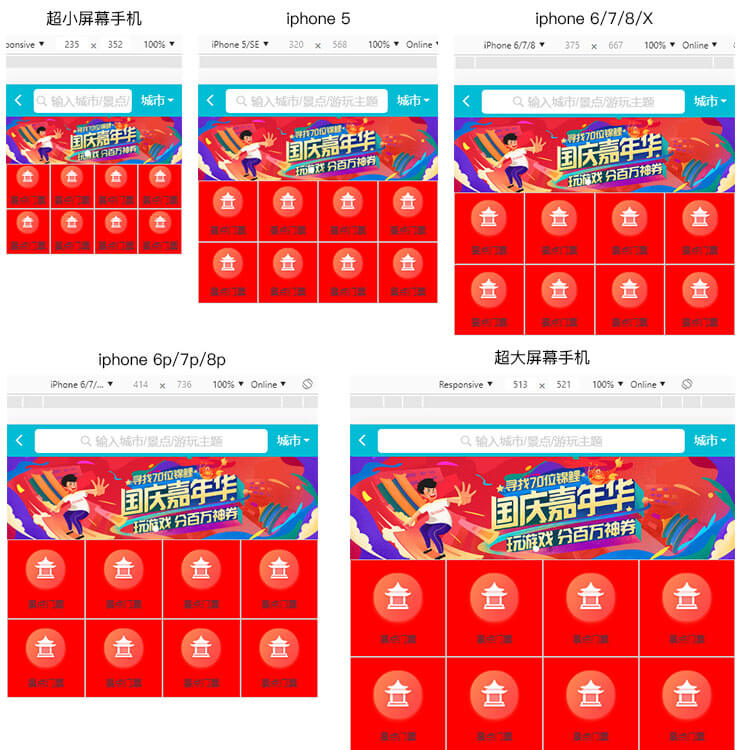 超小屏幕手机
iphone 5
iphone 6/7/8/X
ponsive ▼ 235 × 352 100% ▼
iPhone 5/SE ▼ 320 × 568 100% ▼ Online ▼
iPhone 6/7/8 ▼ 375 × 667 100% ▼ Online ▼
输入城市/景点/
城市
输入城市/景点/游玩主题
城市
输入城市/景点/游玩主题
城市
寻找70位锦鲤
国庆嘉年华
玩游戏 分百万神券
寻找70位锦鲤
国庆嘉年华
玩游戏 分百万神券
寻找70位锦鲤
国庆嘉年华
玩游戏 分百万神券
景点门票 景点门票 景点门票 景点门票
景点门票 景点门票 景点门票 景点门票
景点门票 景点门票 景点门票 景点门票
景点门票 景点门票 景点门票 景点门票
景点门票 景点门票 景点门票 景点门票
景点门票 景点门票 景点门票 景点门票
iphone 6p/7p/8p
超大屏幕手机
iPhone 6/7/... ▼ 414 × 736 100% ▼ Online ▼
Responsive ▼ 513 × 521 100% ▼ Online ▼
输入城市/景点/游玩主题
城市
输入城市/景点/游玩主题
城市
寻找70位锦鲤
国庆嘉年华
玩游戏 分百万神券
寻找70位锦鲤
国庆嘉年华
玩游戏 分百万神券
景点门票 景点门票 景点门票 景点门票
景点门票 景点门票 景点门票 景点门票
景点门票 景点门票 景点门票 景点门票
景点门票 景点门票 景点门票 景点门票